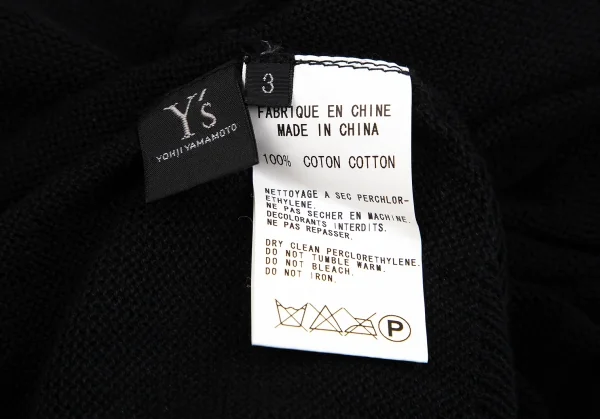 Y's
YOHJI YAMAMOTO
3
FABRIQUE EN CHINE
MADE IN CHINA
100% COTON COTTON
NETTOYAGE A SEC PERCHLOR-
ETHYLENE.
NE PAS SECHER EN MACHINE.
DECOLORANTS INTERDITS.
NE PAS REPASSER.
DRY CLEAN PERCLORETHYLENE.
DO NOT TUMBLE WARM.
DO NOT BLEACH.
DO NOT IRON.
P